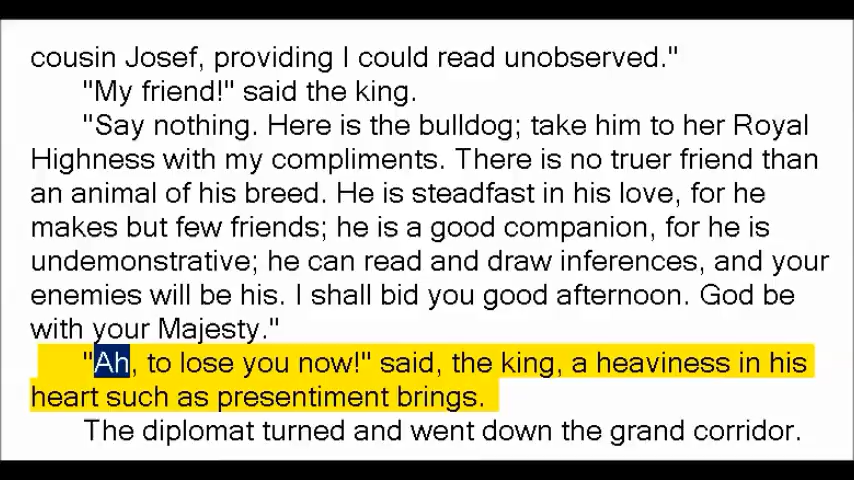 cousin Josef, providing I could read unobserved."
"My friend!" said the king.
"Say nothing. Here is the bulldog; take him to her Royal
Highness with my compliments. There is no truer friend than
an animal of his breed. He is steadfast in his love, for he
makes but few friends; he is a good companion, for he is
undemonstrative; he can read and draw inferences, and your
enemies will be his. I shall bid you good afternoon. God be
with your Majesty."
"Ah, to lose you now!" said, the king, a heaviness in his
heart such as presentiment brings.
The diplomat turned and went down the grand corridor.